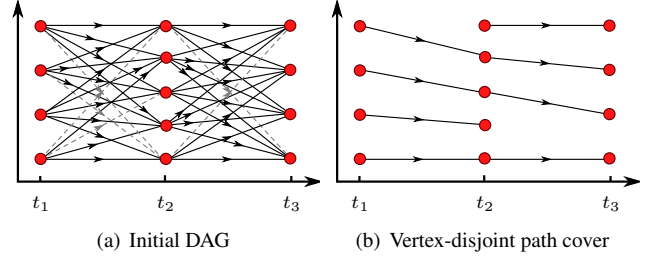 t₁ t₂ t₃ t₁ t₂ t₃
(a) Initial DAG (b) Vertex-disjoint path cover